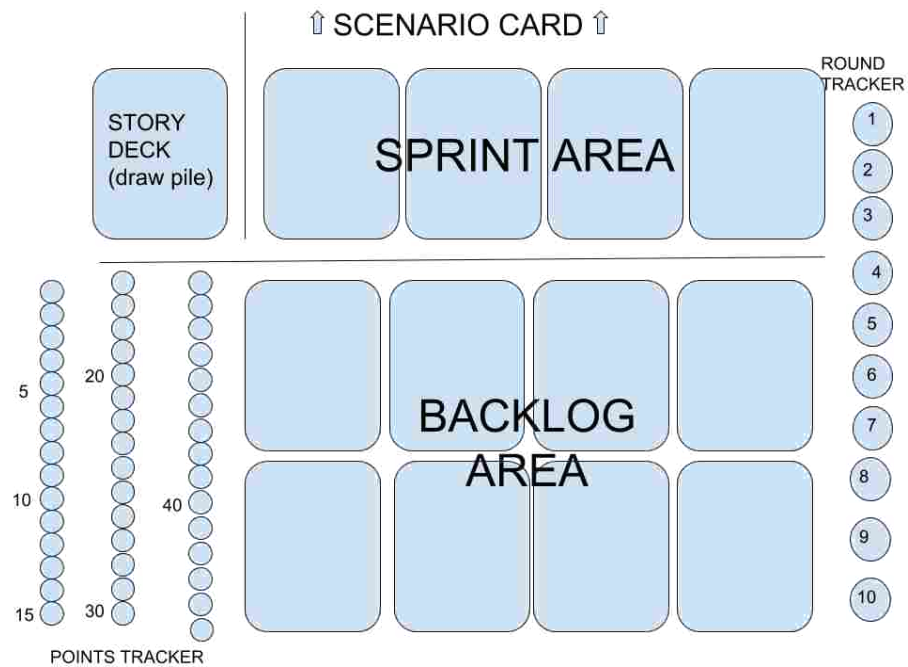 ⇧ SCENARIO CARD ⇧
ROUND
TRACKER
STORY
DECK
(draw pile)
SPRINT AREA
1
2
3
4
5
6
7
8
9
10
5
10
15
20
30
40
BACKLOG
AREA
POINTS TRACKER